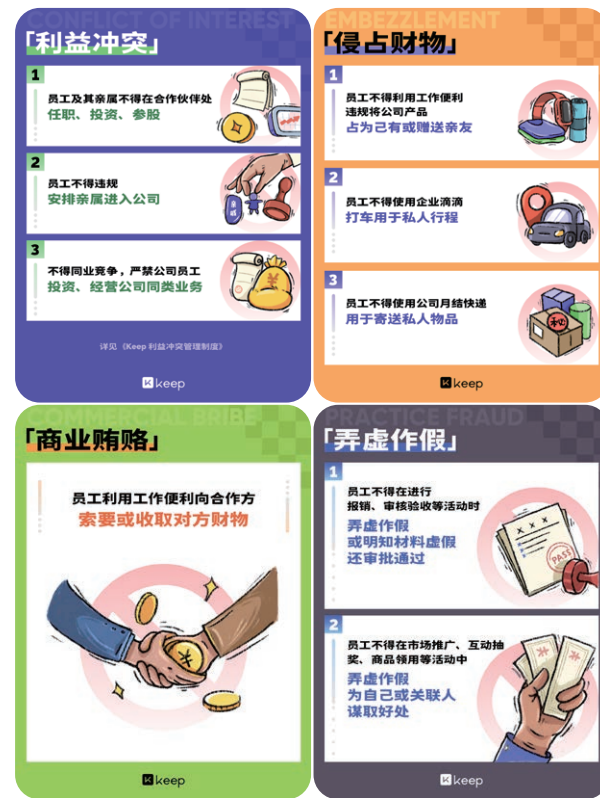 CONFLICT OF INTEREST
「利益冲突」
1
员工及其亲属不得在合作伙伴处
任职、投资、参股
2
员工不得违规
安排亲属进入公司
3
不得同业竞争，严禁公司员工
投资、经营公司同类业务
¥
详见《Keep 利益冲突管理制度》
keep
EMBEZZLEMENT
「侵占财物」
1
员工不得利用工作便利
违规将公司产品
占为己有或赠送亲友
2
员工不得使用企业滴滴
打车用于私人行程
3
员工不得使用公司月结快递
用于寄送私人物品
私
keep
COMMERCIAL BRIBE
「商业贿赂」
员工利用工作便利向合作方
索要或收取对方财物
¥
keep
PRACTICE FRAUD
「弄虚作假」
1
员工不得在进行
报销、审核验收等活动时
弄虚作假
或明知材料虚假
还审批通过
X X X
PASS
2
员工不得在市场推广、互动抽
奖、商品领用等活动中
弄虚作假
为自己或关联人
谋取好处
keep